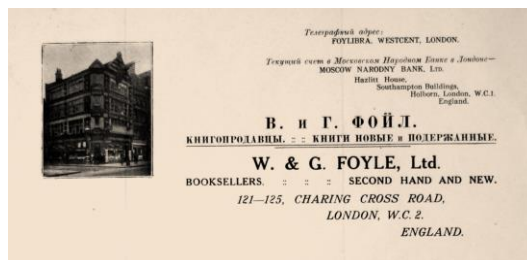 Телеграфный адрес:
FOYLIBRA, WESTCENT, LONDON.
Текущий счет в Московском Народном Банке в Лондоне—
MOSCOW NARODNY BANK, LTD.
Hazlitt House,
Southampton Buildings,
Holborn, London, W.C.1.
England.
В. и Г. ФОЙЛ.
КНИГОПРОДАВЦЫ. :: :: КНИГИ НОВЫЕ и ПОДЕРЖАННЫЕ.
W. & G. FOYLE, Ltd.
BOOKSELLERS. :: :: :: SECOND HAND AND NEW.
121—125, CHARING CROSS ROAD,
LONDON, W.C. 2.
ENGLAND.